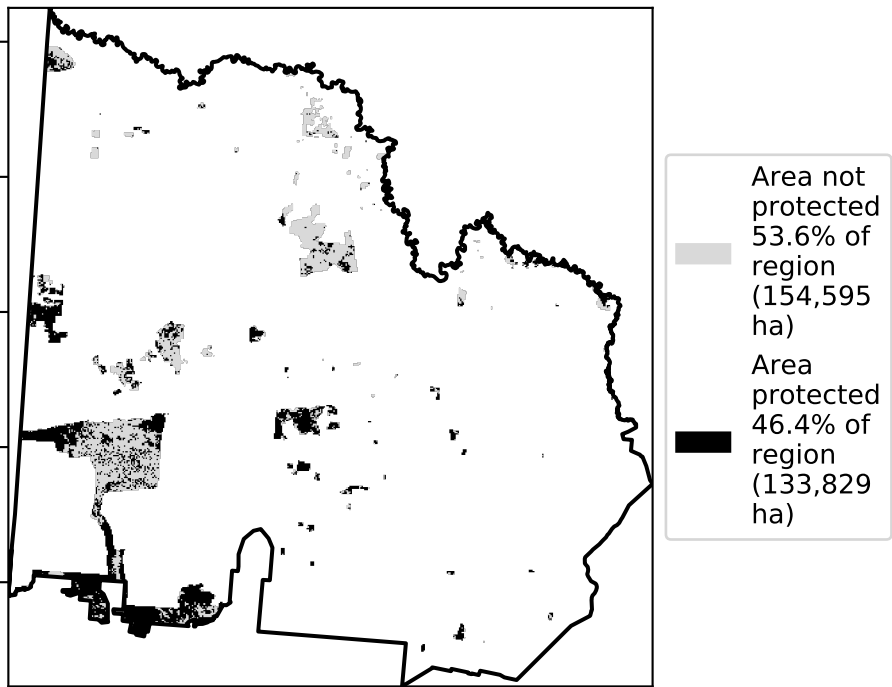 Area not
protected
53.6% of
region
(154,595
ha)
Area
protected
46.4% of
region
(133,829
ha)